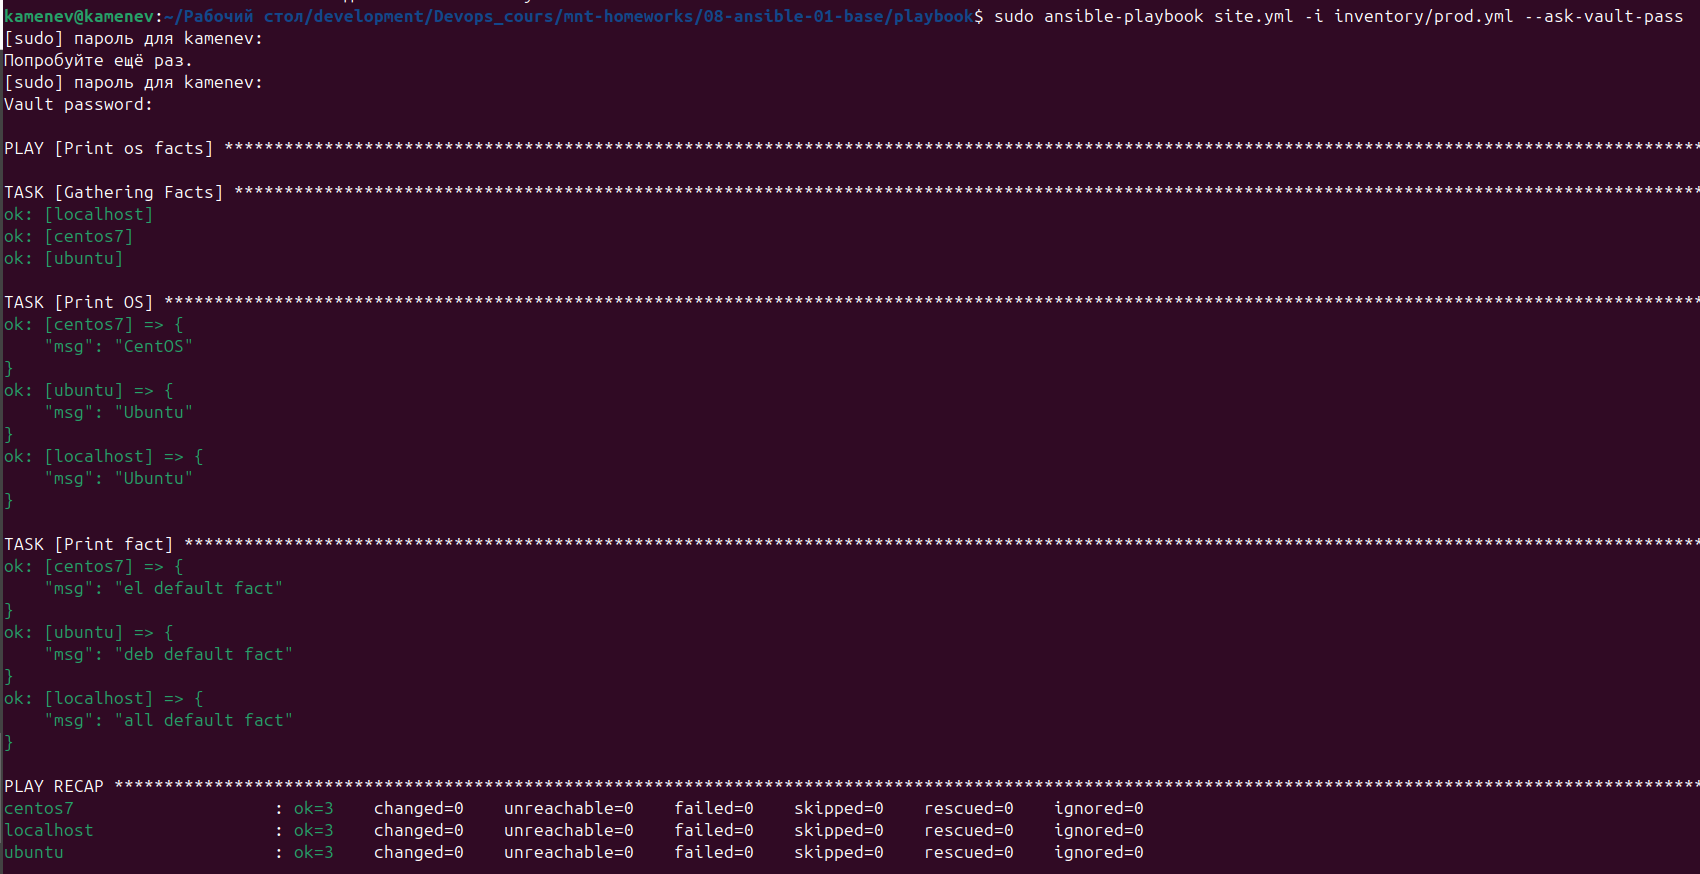 kamenev@kamenev:~/Рабочий стол/development/Devops_cours/mnt-homeworks/08-ansible-01-base/playbook$ sudo ansible-playbook site.yml -i inventory/prod.yml --ask-vault-pass
[sudo] пароль для kamenev:
Попробуйте ещё раз.
[sudo] пароль для kamenev:
Vault password:
PLAY [Print os facts] ****************************************************************************************************************************************************
TASK [Gathering Facts] ***************************************************************************************************************************************************
ok: [localhost]
ok: [centos7]
ok: [ubuntu]
TASK [Print OS] **********************************************************************************************************************************************************
ok: [centos7] => {
    "msg": "CentOS"
}
ok: [ubuntu] => {
    "msg": "Ubuntu"
}
ok: [localhost] => {
    "msg": "Ubuntu"
}
TASK [Print fact] ********************************************************************************************************************************************************
ok: [centos7] => {
    "msg": "el default fact"
}
ok: [ubuntu] => {
    "msg": "deb default fact"
}
ok: [localhost] => {
    "msg": "all default fact"
}
PLAY RECAP ***************************************************************************************************************************************************************
centos7                    : ok=3    changed=0    unreachable=0    failed=0    skipped=0    rescued=0    ignored=0
localhost                  : ok=3    changed=0    unreachable=0    failed=0    skipped=0    rescued=0    ignored=0
ubuntu                     : ok=3    changed=0    unreachable=0    failed=0    skipped=0    rescued=0    ignored=0